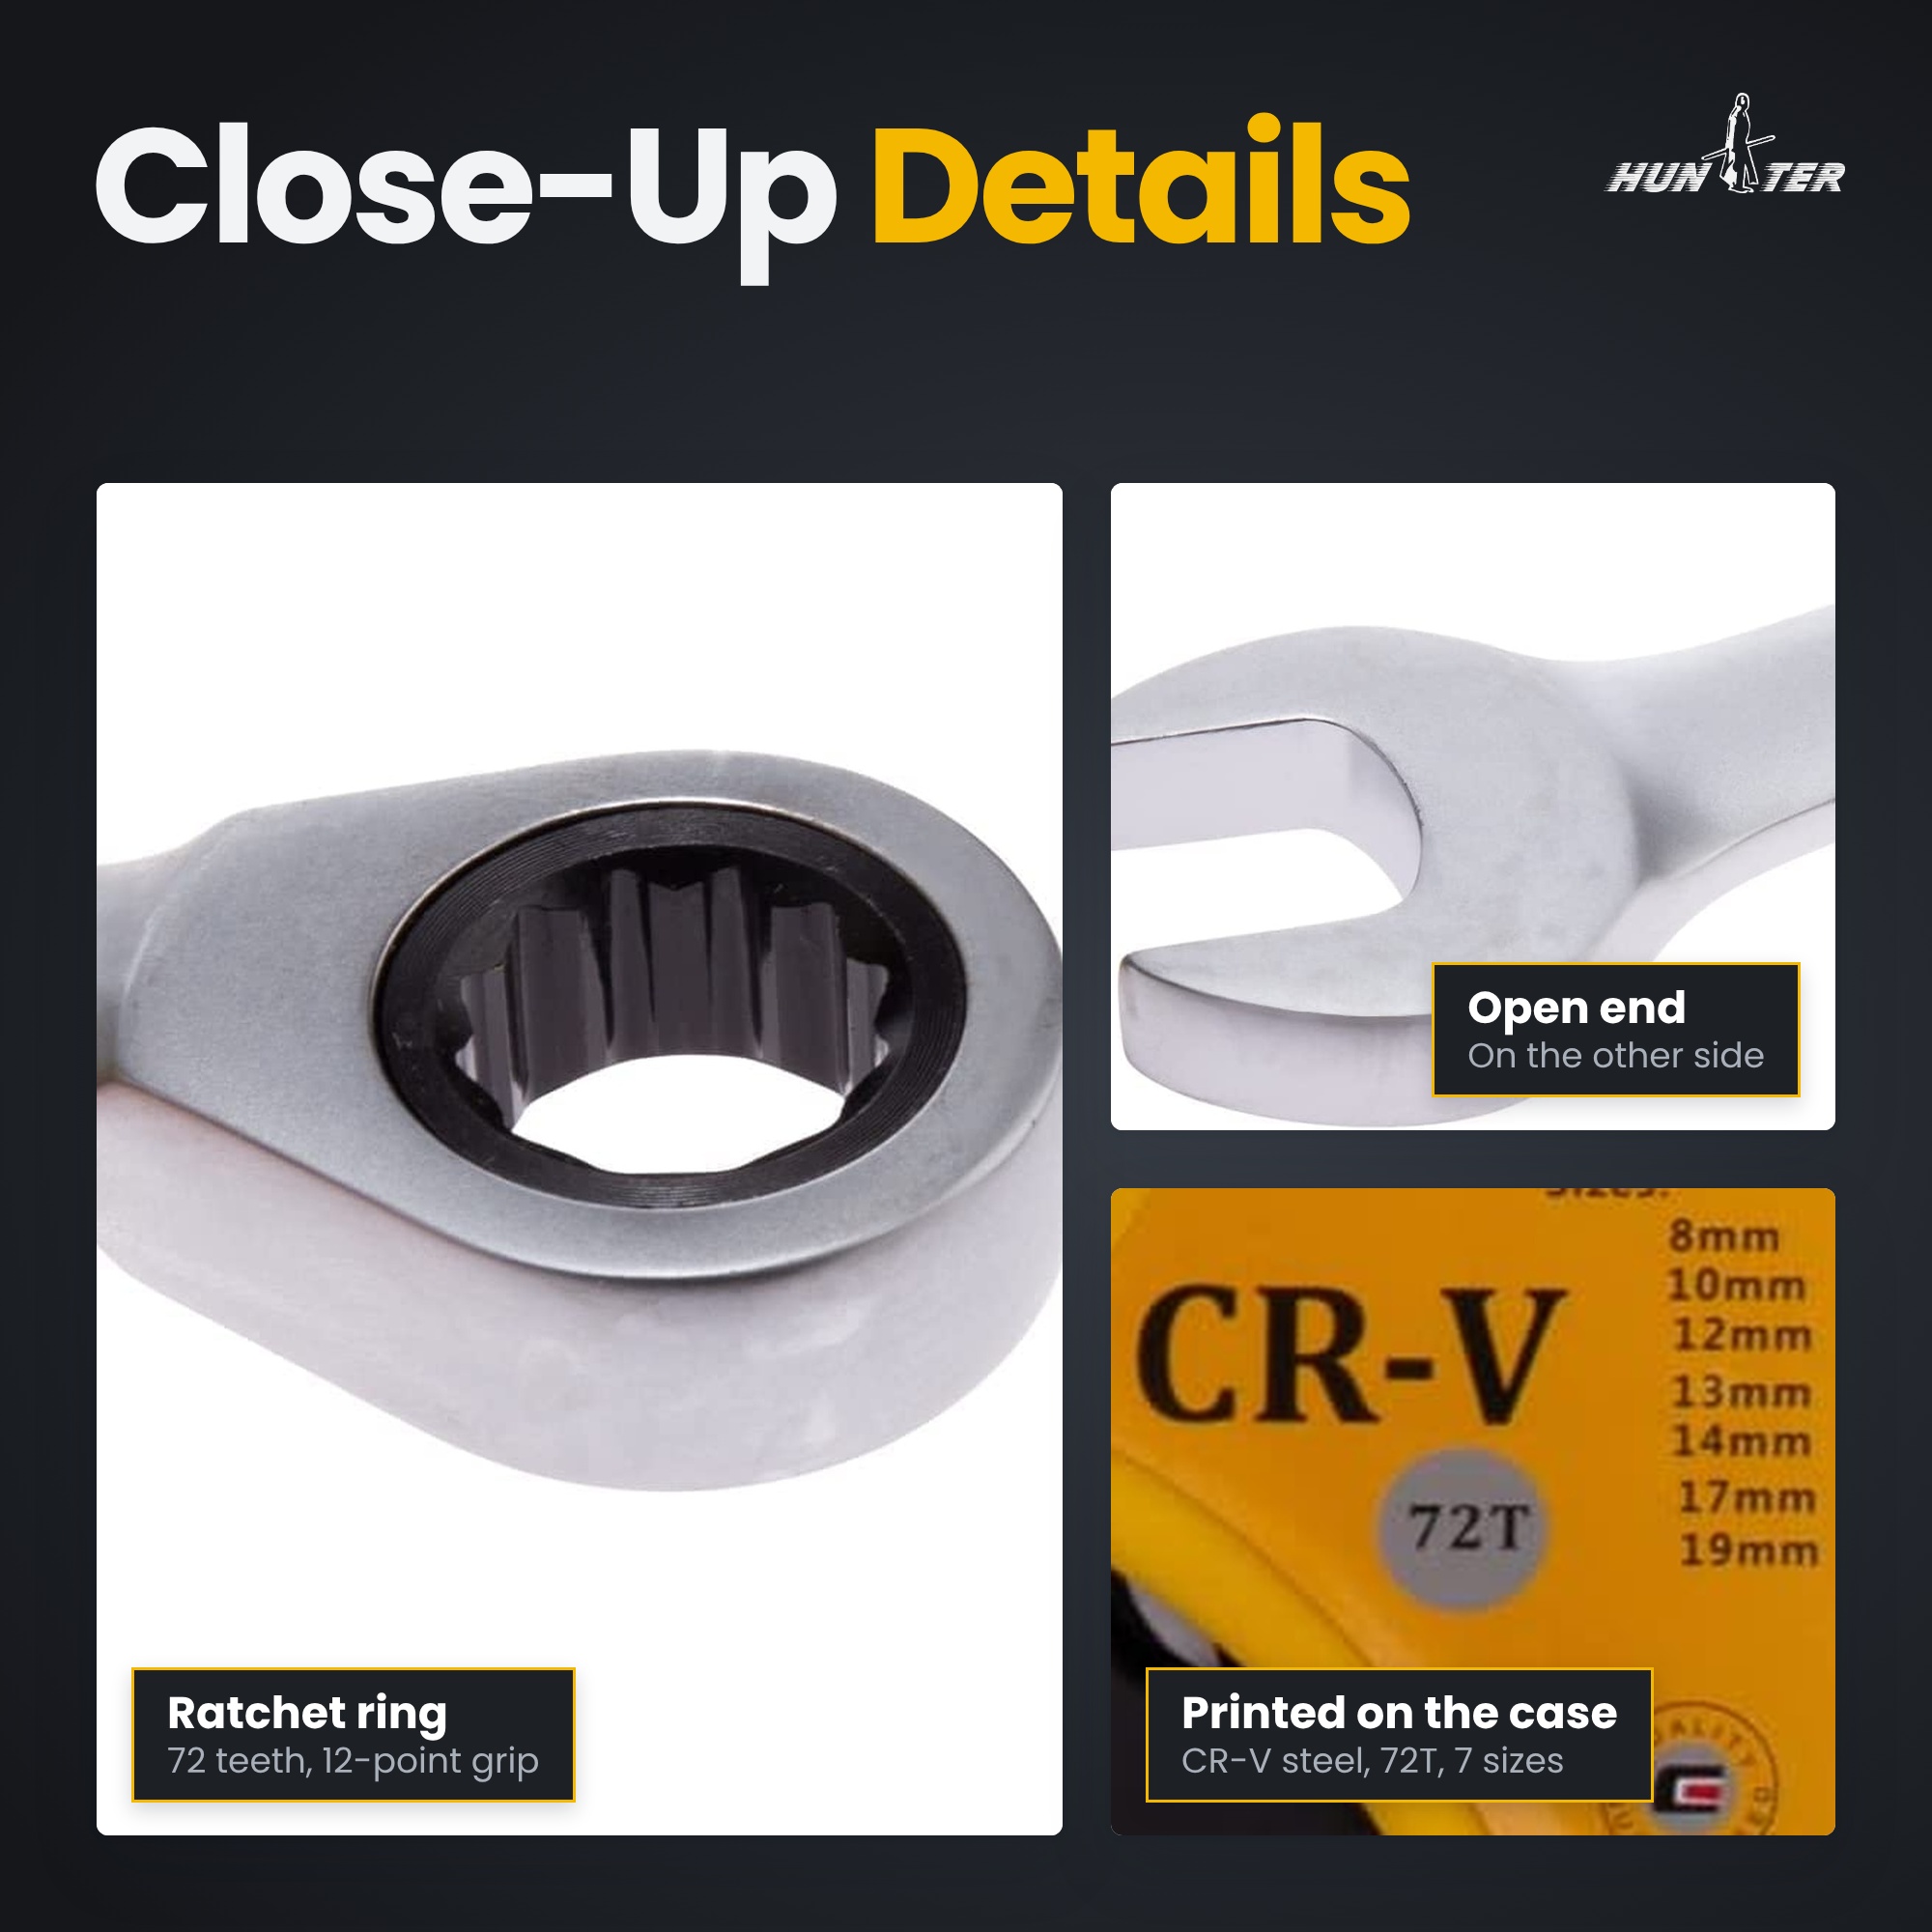 Close-Up Details
HUNTER
Ratchet ring
72 teeth, 12-point grip
Open end
On the other side
Sizes:
8mm
10mm
12mm
13mm
14mm
17mm
19mm
CR-V
72T
Printed on the case
CR-V steel, 72T, 7 sizes